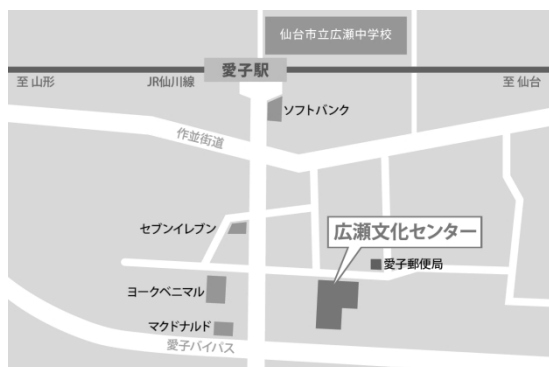 仙台市立広瀬中学校
愛子駅
至 山形
JR仙川線
至 仙台
ソフトバンク
作並街道
セブンイレブン
広瀬文化センター
愛子郵便局
ヨークベニマル
マクドナルド
愛子バイパス